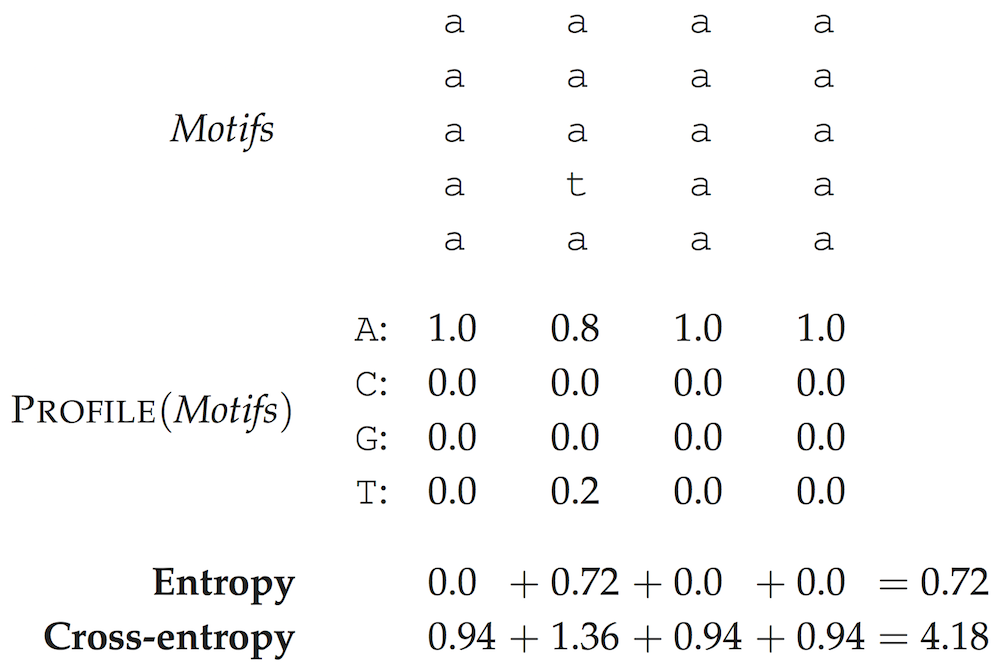 a a a a
a a a a
Motifs a a a a
a t a a
a a a a
A: 1.0 0.8 1.0 1.0
C: 0.0 0.0 0.0 0.0
PROFILE(Motifs)
G: 0.0 0.0 0.0 0.0
T: 0.0 0.2 0.0 0.0
Entropy 0.0 + 0.72 + 0.0 + 0.0 = 0.72
Cross-entropy 0.94 + 1.36 + 0.94 + 0.94 = 4.18